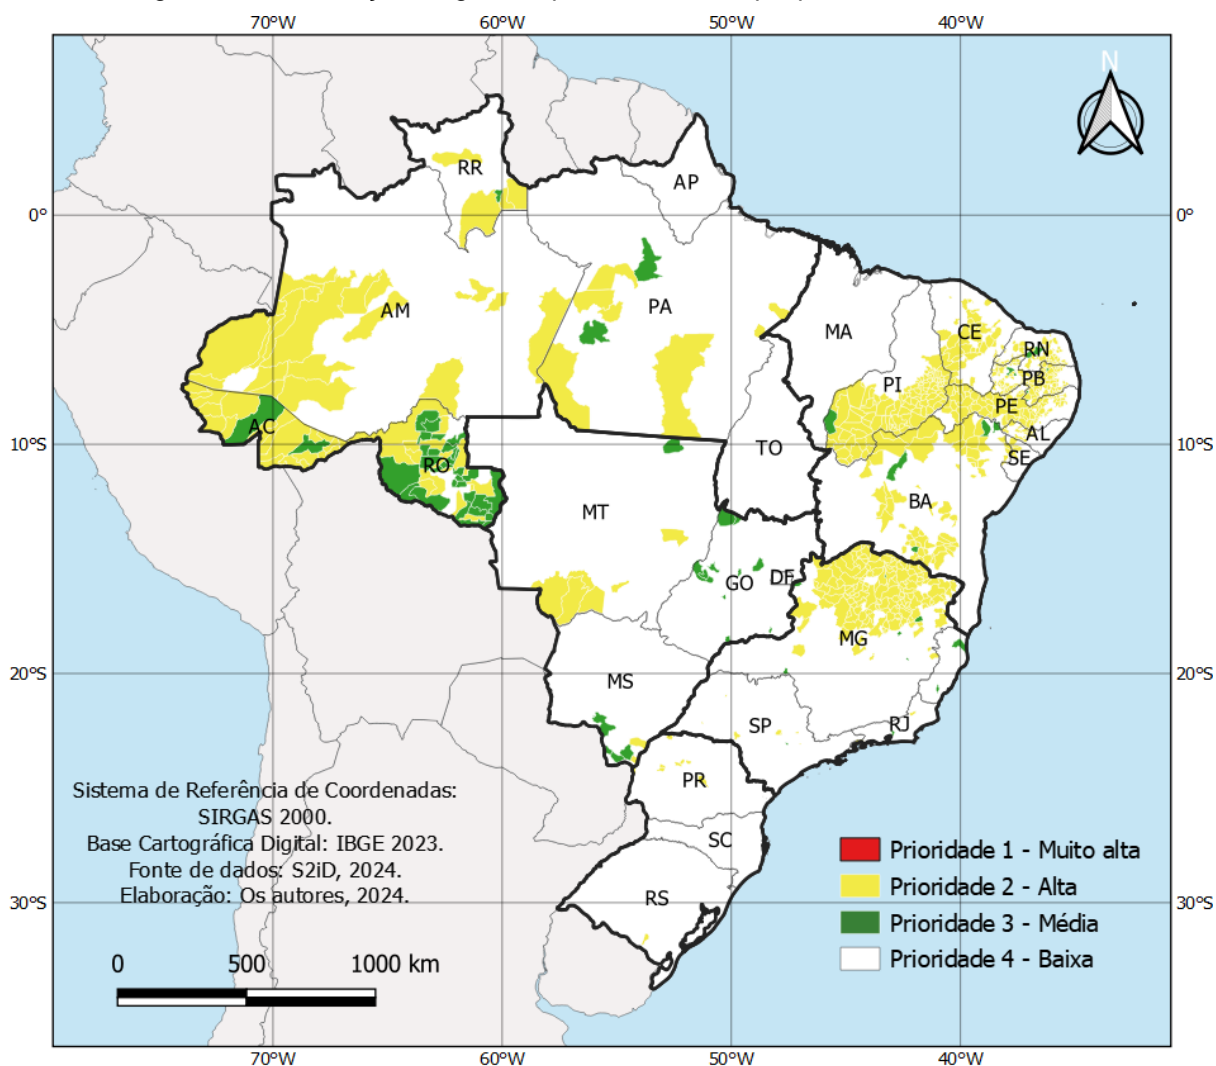 70°W 60°W 50°W 40°W
N
RR
AP
0° 0°
AM
PA
MA
CE
RN
PI
PB
PE
AC
AL
10°S 10°S
TO
RO
SE
BA
MT
GO
DF
MG
20°S 20°S
MS
SP
RJ
PR
Sistema de Referência de Coordenadas:
SIRGAS 2000.
Base Cartográfica Digital: IBGE 2023.
Fonte de dados: S2iD, 2024.
Elaboração: Os autores, 2024.
SC
RS
Prioridade 1 - Muito alta
Prioridade 2 - Alta
Prioridade 3 - Média
Prioridade 4 - Baixa
30°S 30°S
0 500 1000 km
70°W 60°W 50°W 40°W